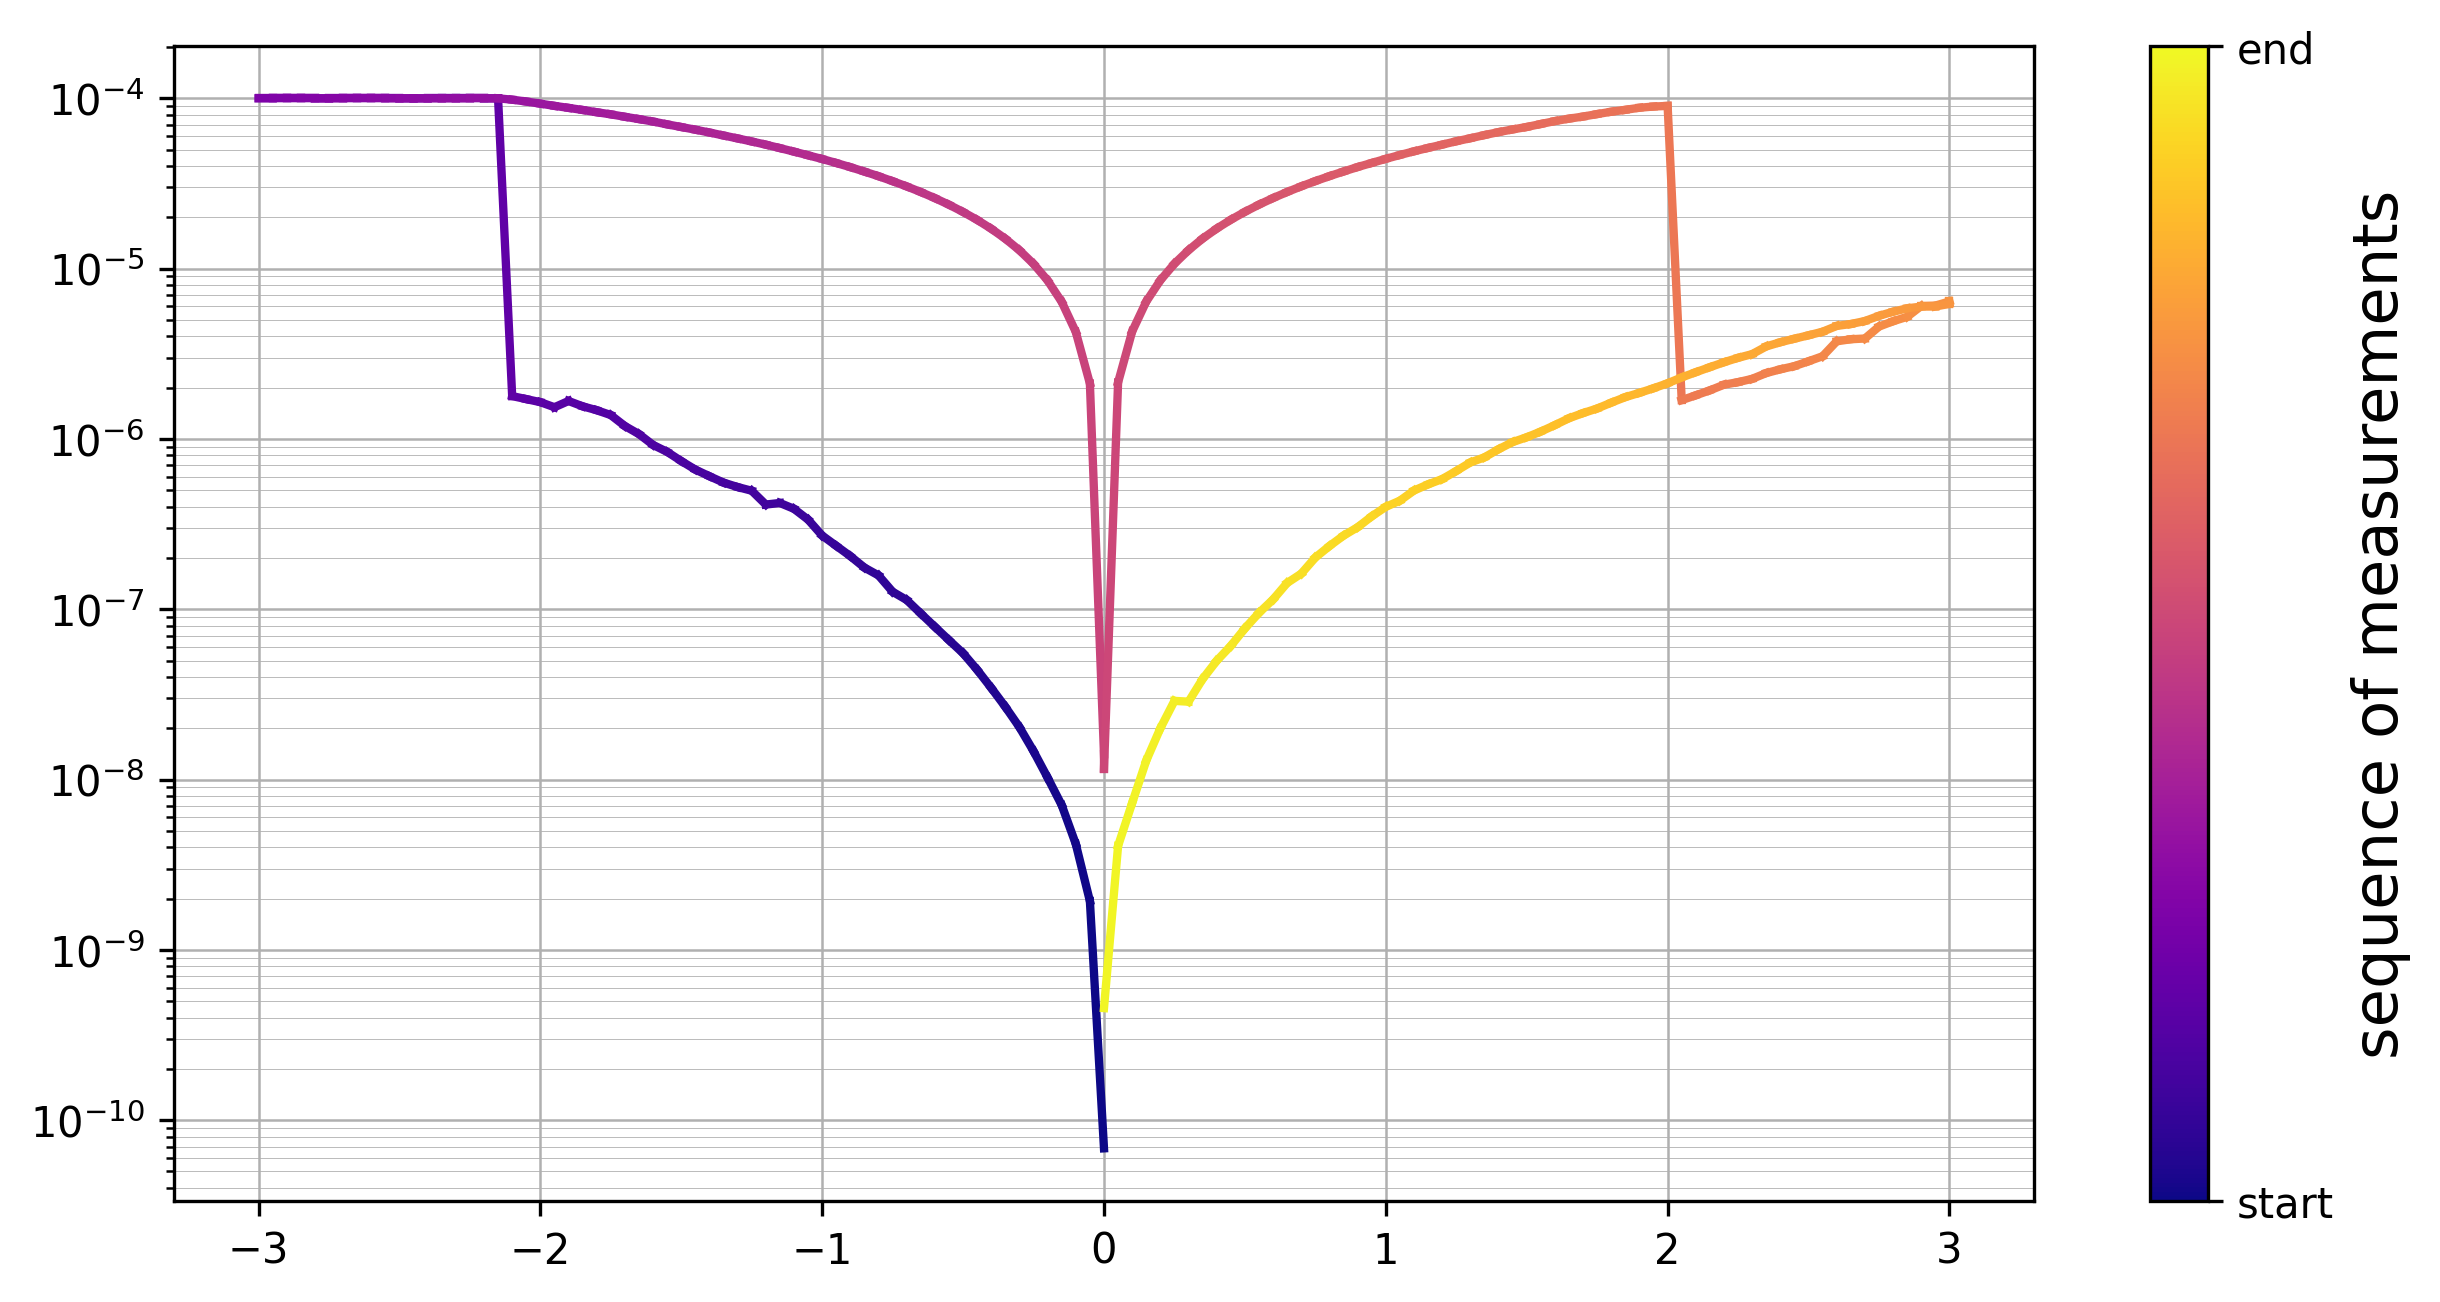 10⁻⁴
10⁻⁵
10⁻⁶
10⁻⁷
10⁻⁸
10⁻⁹
10⁻¹⁰
−3 −2 −1 0 1 2 3
end
start
sequence of measurements